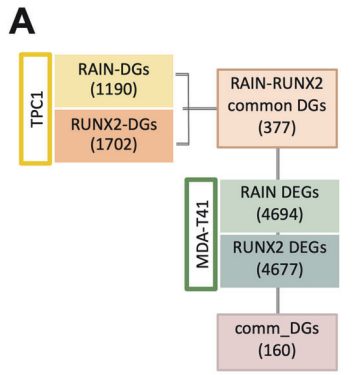 A
TPC1
RAIN-DGs
(1190)
RUNX2-DGs
(1702)
RAIN-RUNX2
common DGs
(377)
MDA-T41
RAIN DEGs
(4694)
RUNX2 DEGs
(4677)
comm_DGs
(160)